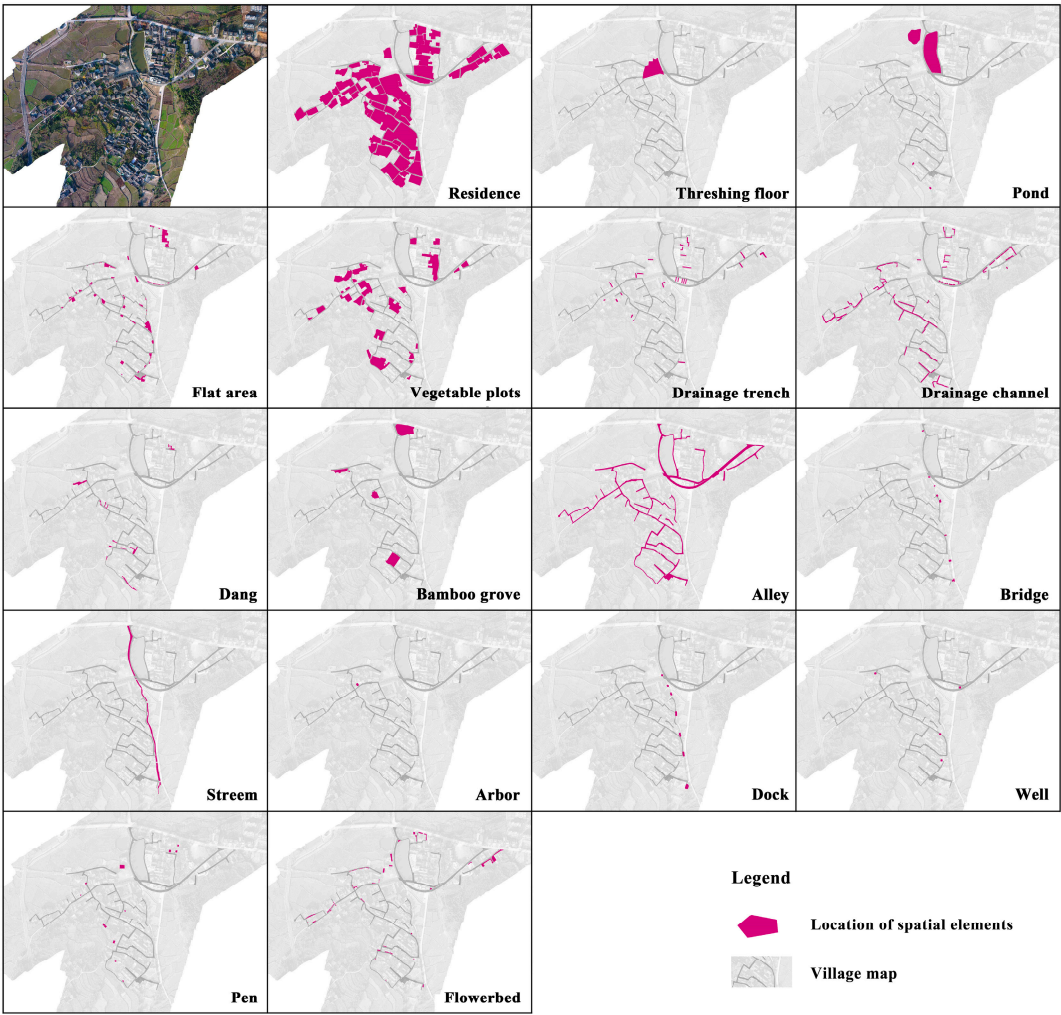 Residence
Threshing floor
Pond
Flat area
Vegetable plots
Drainage trench
Drainage channel
Dang
Bamboo grove
Alley
Bridge
Streem
Arbor
Dock
Well
Pen
Flowerbed
Legend
Location of spatial elements
Village map